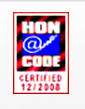 HON
@
CODE
CERTIFIED
12/2008